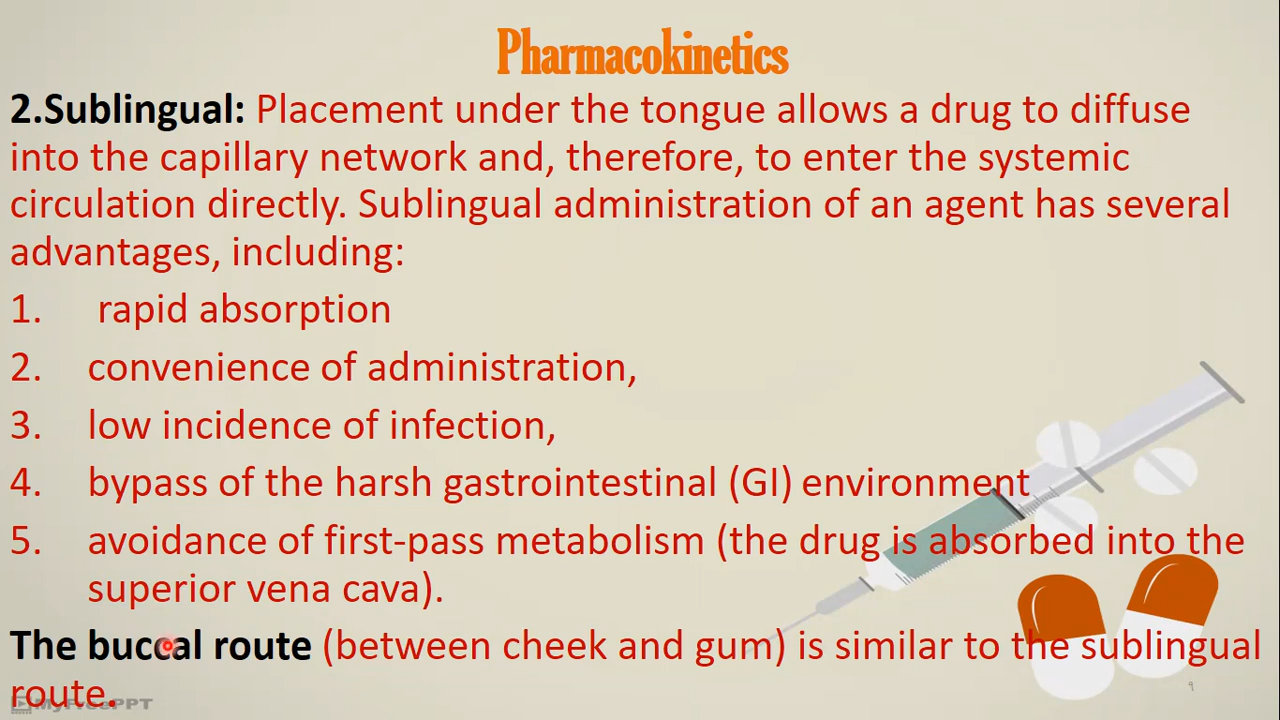 Pharmacokinetics
2.Sublingual: Placement under the tongue allows a drug to diffuse
into the capillary network and, therefore, to enter the systemic
circulation directly. Sublingual administration of an agent has several
advantages, including:
1. rapid absorption
2. convenience of administration,
3. low incidence of infection,
4. bypass of the harsh gastrointestinal (GI) environment
5. avoidance of first-pass metabolism (the drug is absorbed into the
superior vena cava).
The buccal route (between cheek and gum) is similar to the sublingual
route.
MyFreePPT
٩